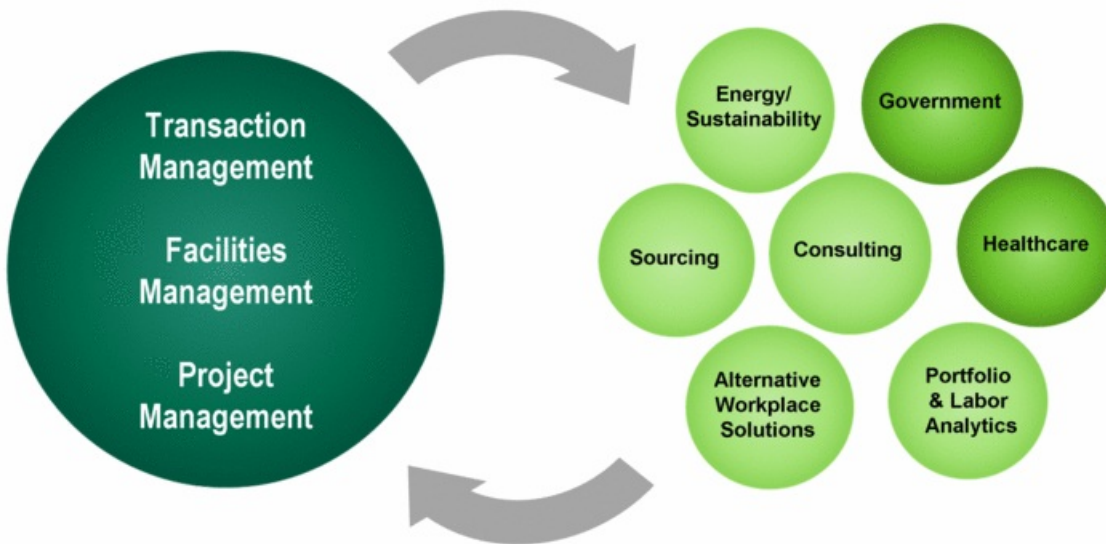 Transaction
Management
Facilities
Management
Project
Management
Energy/
Sustainability
Government
Sourcing
Consulting
Healthcare
Alternative
Workplace
Solutions
Portfolio
& Labor
Analytics